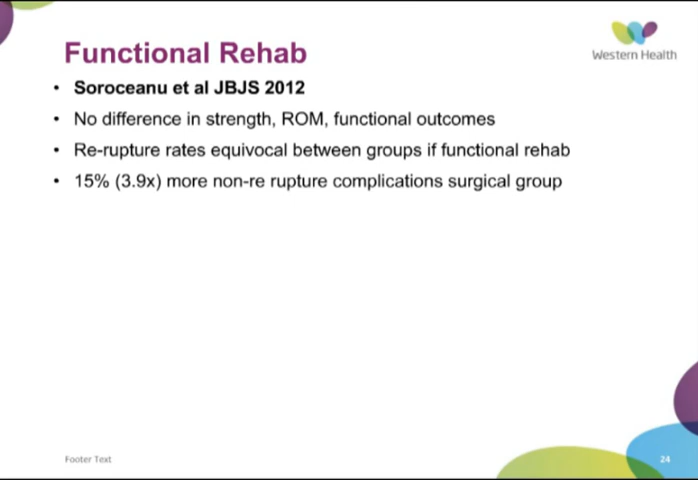 Functional Rehab
Western Health
• Soroceanu et al JBJS 2012
• No difference in strength, ROM, functional outcomes
• Re-rupture rates equivocal between groups if functional rehab
• 15% (3.9x) more non-re rupture complications surgical group
Footer Text
24